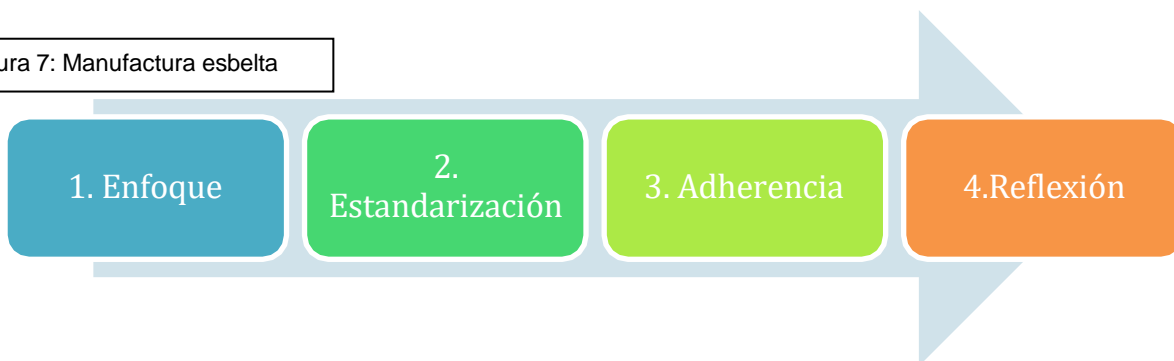 ura 7: Manufactura esbelta
1. Enfoque
2.
Estandarización
3. Adherencia
4.Reflexión